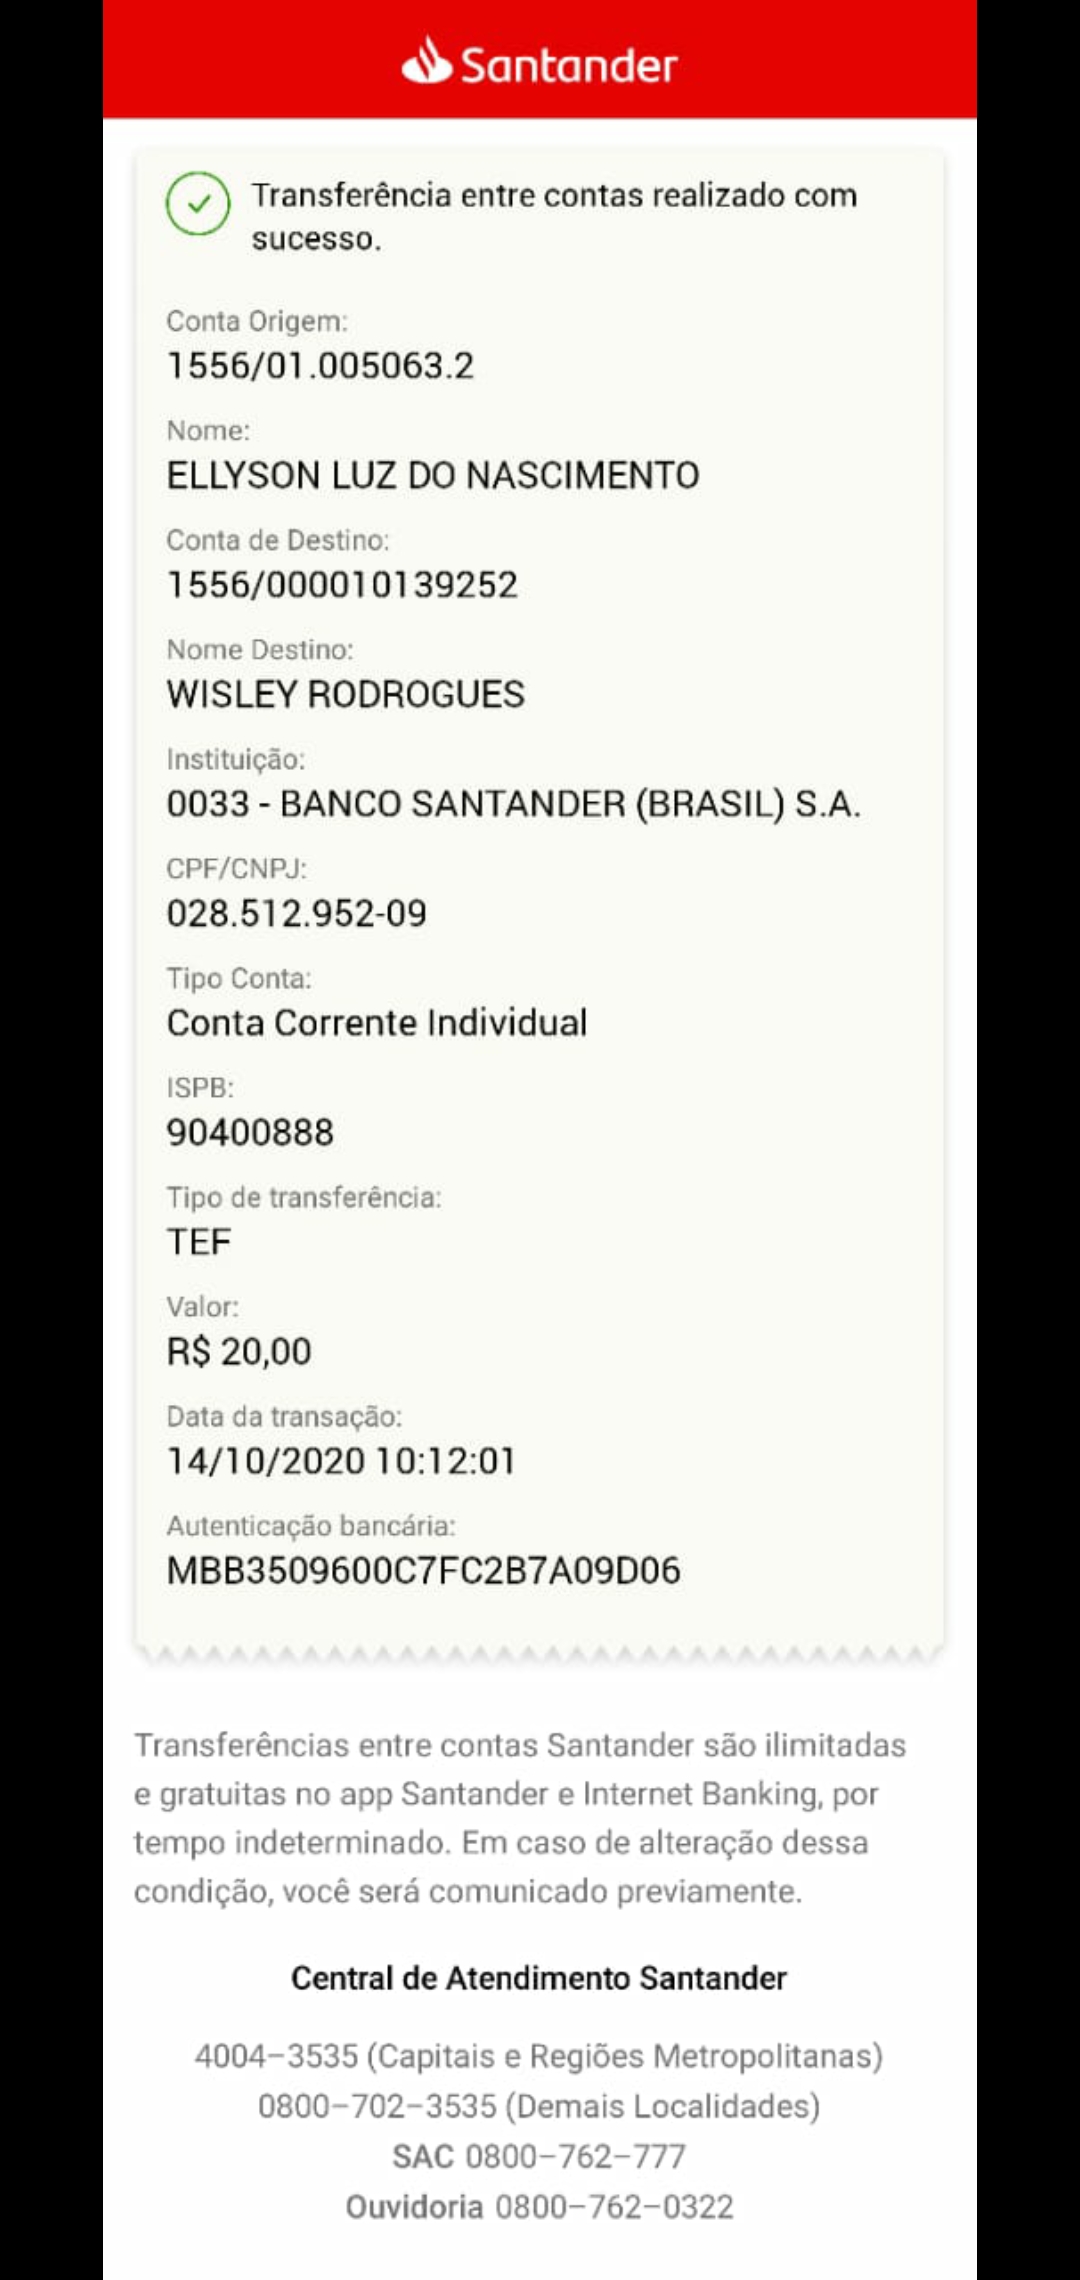 Santander
Transferência entre contas realizado com
sucesso.
Conta Origem:
1556/01.005063.2
Nome:
ELLYSON LUZ DO NASCIMENTO
Conta de Destino:
1556/000010139252
Nome Destino:
WISLEY RODROGUES
Instituição:
0033 - BANCO SANTANDER (BRASIL) S.A.
CPF/CNPJ:
028.512.952-09
Tipo Conta:
Conta Corrente Individual
ISPB:
90400888
Tipo de transferência:
TEF
Valor:
R$ 20,00
Data da transação:
14/10/2020 10:12:01
Autenticação bancária:
MBB3509600C7FC2B7A09D06
Transferências entre contas Santander são ilimitadas
e gratuitas no app Santander e Internet Banking, por
tempo indeterminado. Em caso de alteração dessa
condição, você será comunicado previamente.
Central de Atendimento Santander
4004–3535 (Capitais e Regiões Metropolitanas)
0800–702–3535 (Demais Localidades)
SAC 0800–762–777
Ouvidoria 0800–762–0322